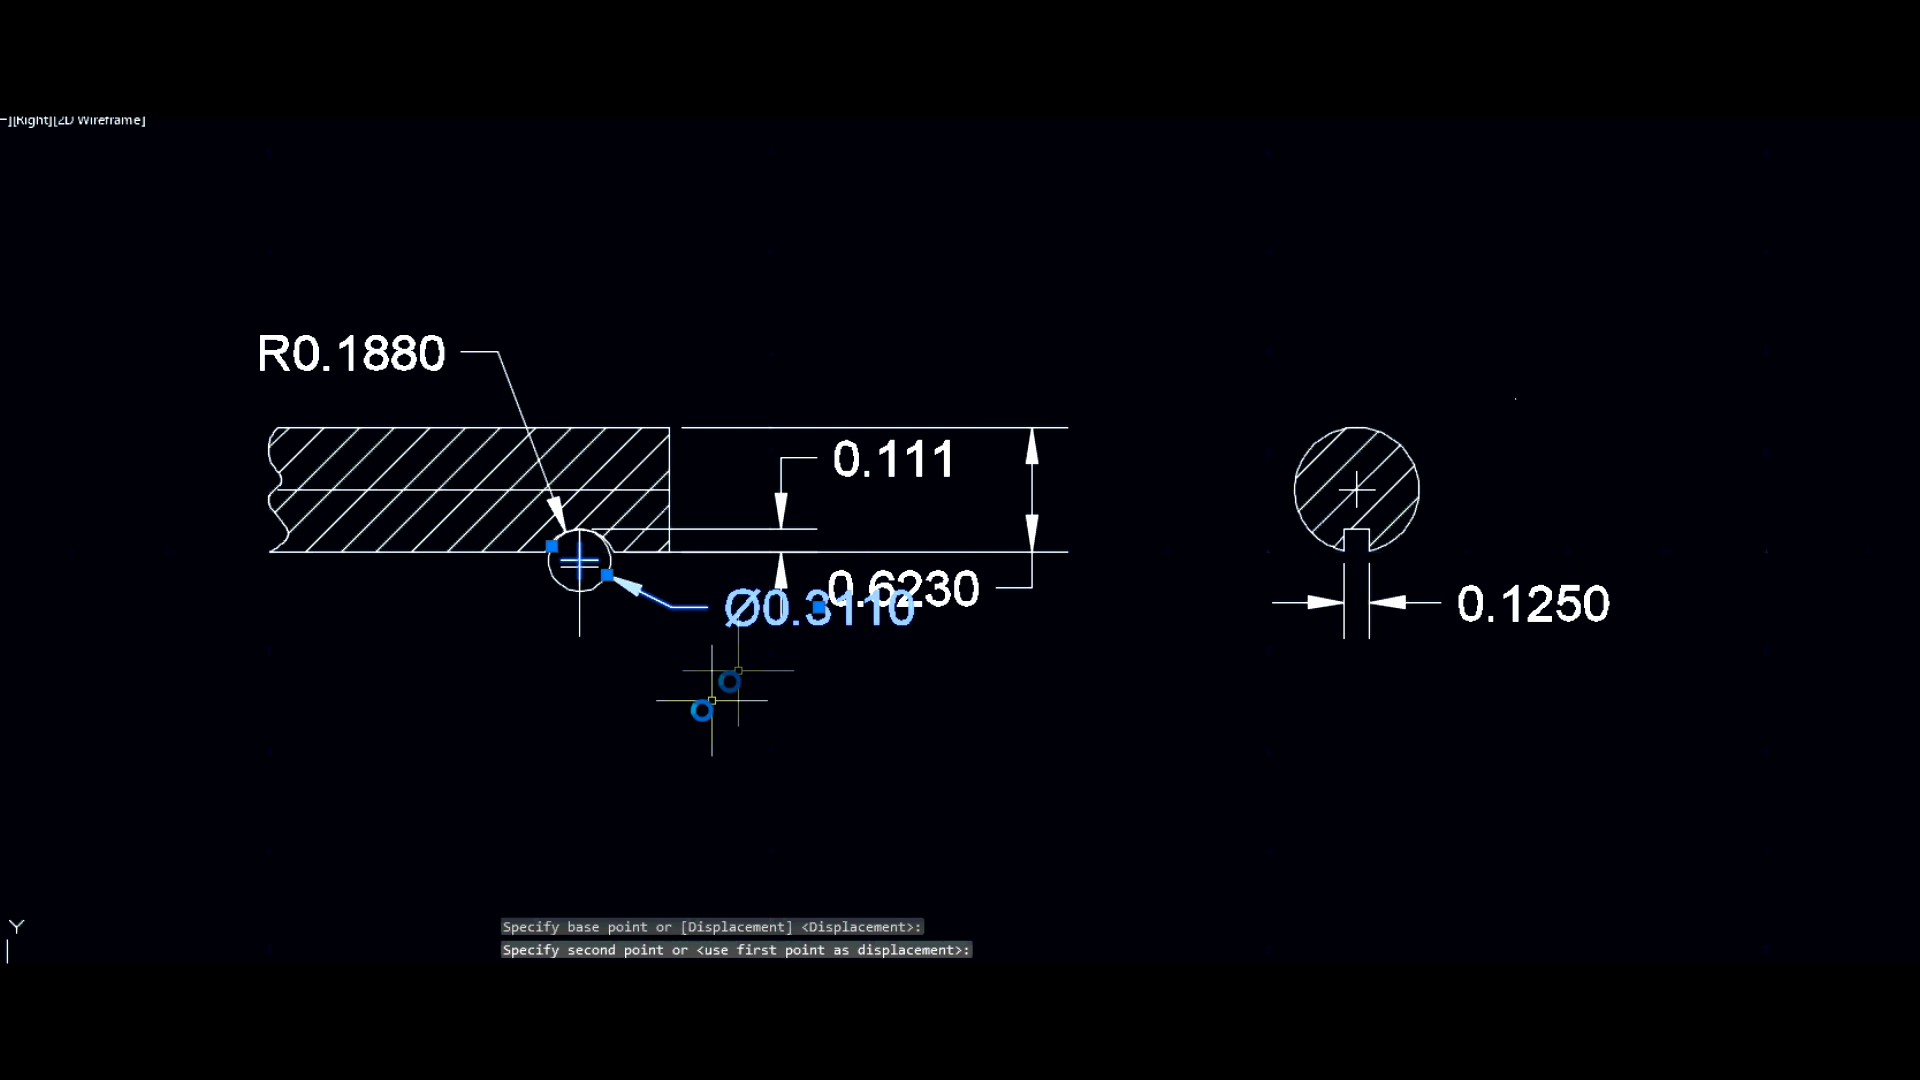 –][Right][2D Wireframe]
R0.1880
0.111
0.6230
Ø0.3110
0.1250
Y
Specify base point or [Displacement] <Displacement>:
Specify second point or <use first point as displacement>: